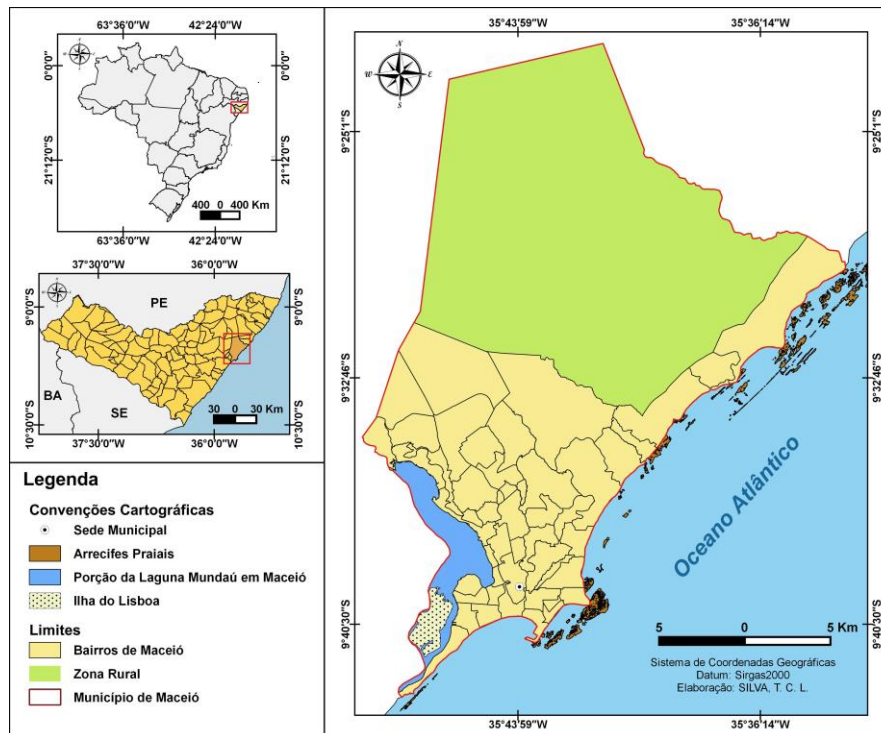 63°36'0"W 42°24'0"W
0°0'0" 0°0'0"
21°12'0"S 21°12'0"S
400 0 400 Km
63°36'0"W 42°24'0"W
37°30'0"W 36°0'0"W
9°0'0"S 9°0'0"S
PE
BA
SE
30 0 30 Km
10°30'0"S 10°30'0"S
37°30'0"W 36°0'0"W
Legenda
Convenções Cartográficas
Sede Municipal
Arrecifes Praiais
Porção da Laguna Mundaú em Maceió
Ilha do Lisboa
Limites
Bairros de Maceió
Zona Rural
Município de Maceió
35°43'59"W 35°36'14"W
N
W E
S
9°25'1"S 9°25'1"S
9°32'46"S 9°32'46"S
Oceano Atlântico
9°40'30"S 9°40'30"S
5 0 5 Km
Sistema de Coordenadas Geográficas
Datum: Sirgas2000
Elaboração: SILVA, T. C. L.
35°43'59"W 35°36'14"W